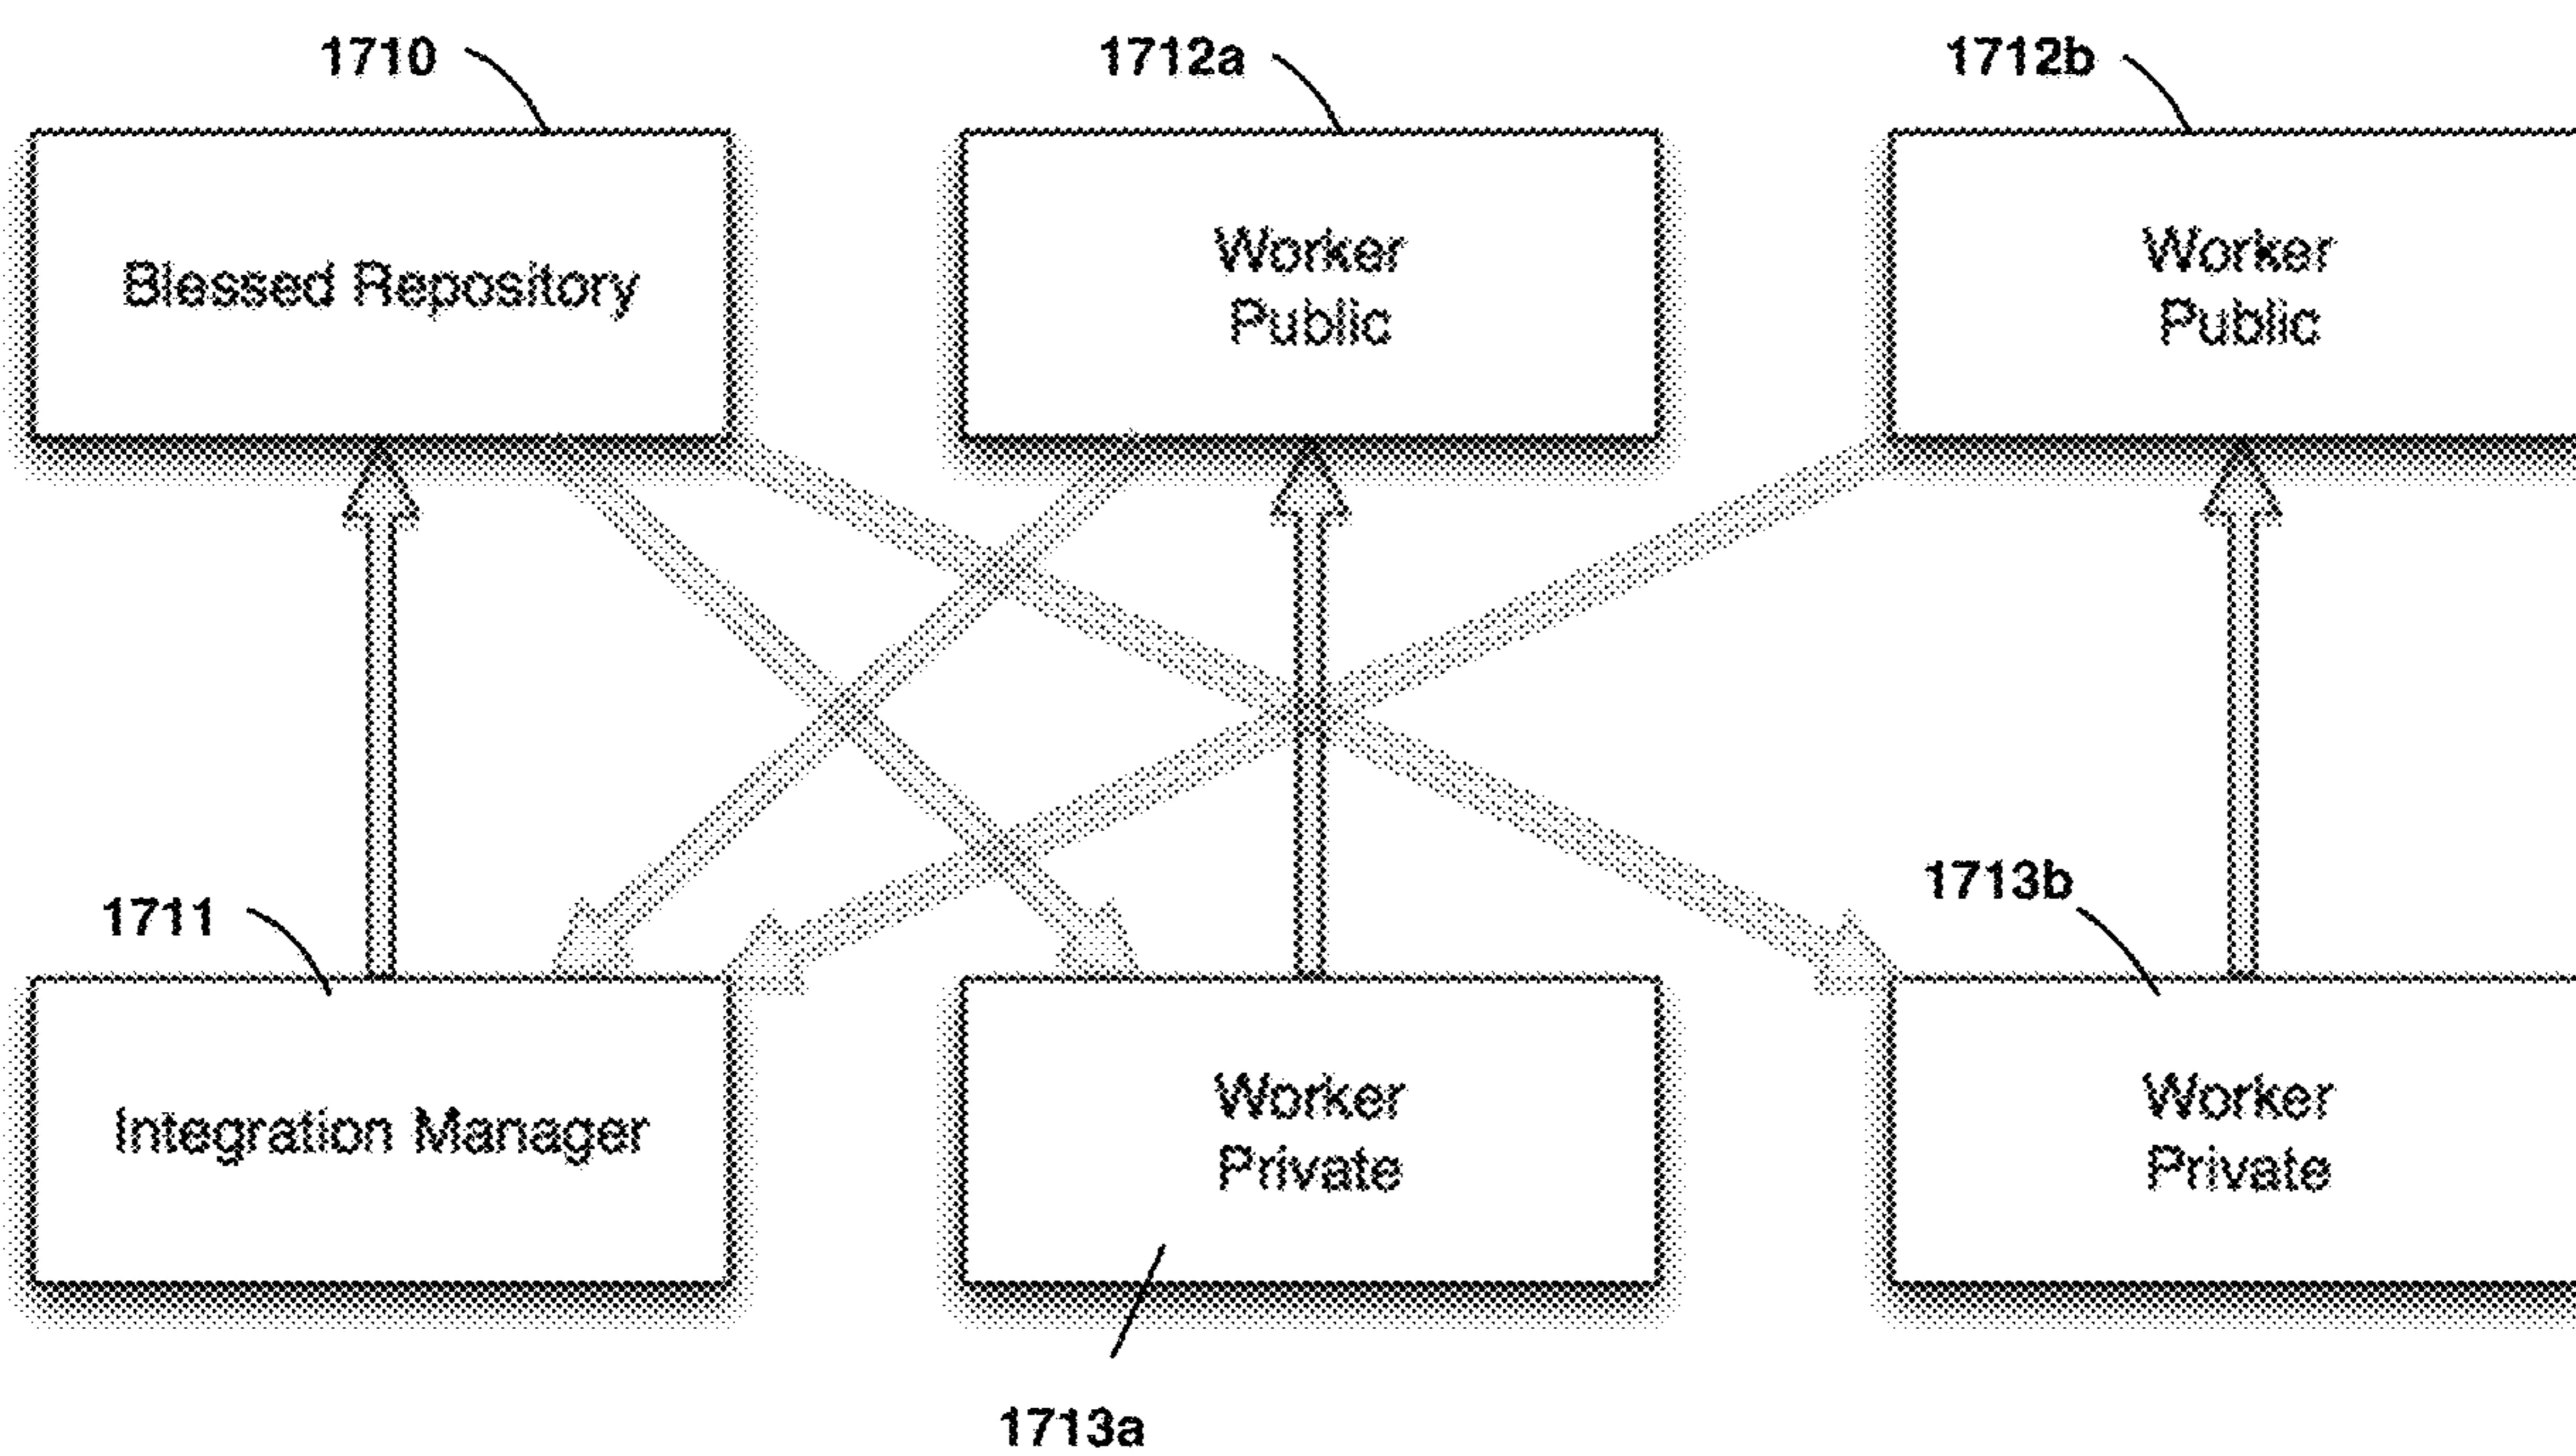 1710
1712a
1712b
Blessed Repository
Worker
Public
Worker
Public
1711
1713b
Integration Manager
Worker
Private
Worker
Private
1713a